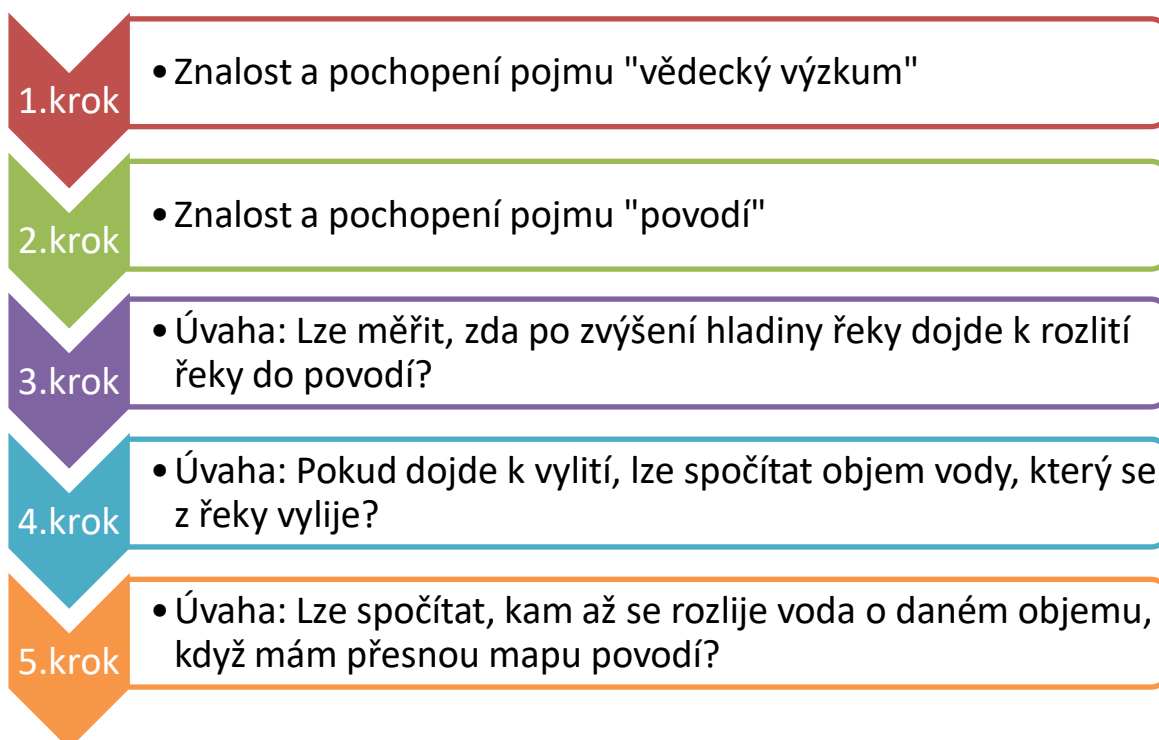 1.krok
• Znalost a pochopení pojmu "vědecký výzkum"
2.krok
• Znalost a pochopení pojmu "povodí"
3.krok
• Úvaha: Lze měřit, zda po zvýšení hladiny řeky dojde k rozlití
řeky do povodí?
4.krok
• Úvaha: Pokud dojde k vylití, lze spočítat objem vody, který se
z řeky vylije?
5.krok
• Úvaha: Lze spočítat, kam až se rozlije voda o daném objemu,
když mám přesnou mapu povodí?